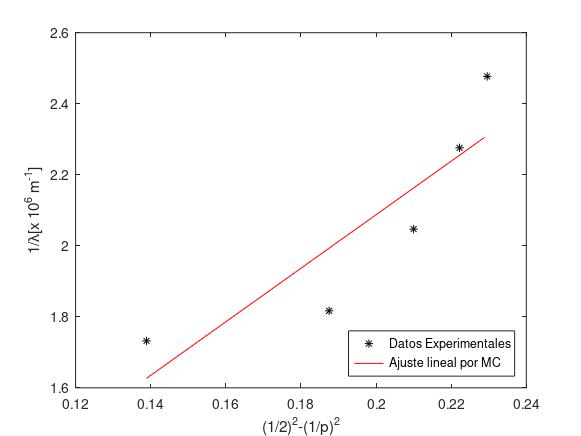 2.6
2.4
2.2
2
1.8
1.6
1/λ[x 10⁶ m⁻¹]
Datos Experimentales
Ajuste lineal por MC
0.12 0.14 0.16 0.18 0.2 0.22 0.24
(1/2)²-(1/p)²